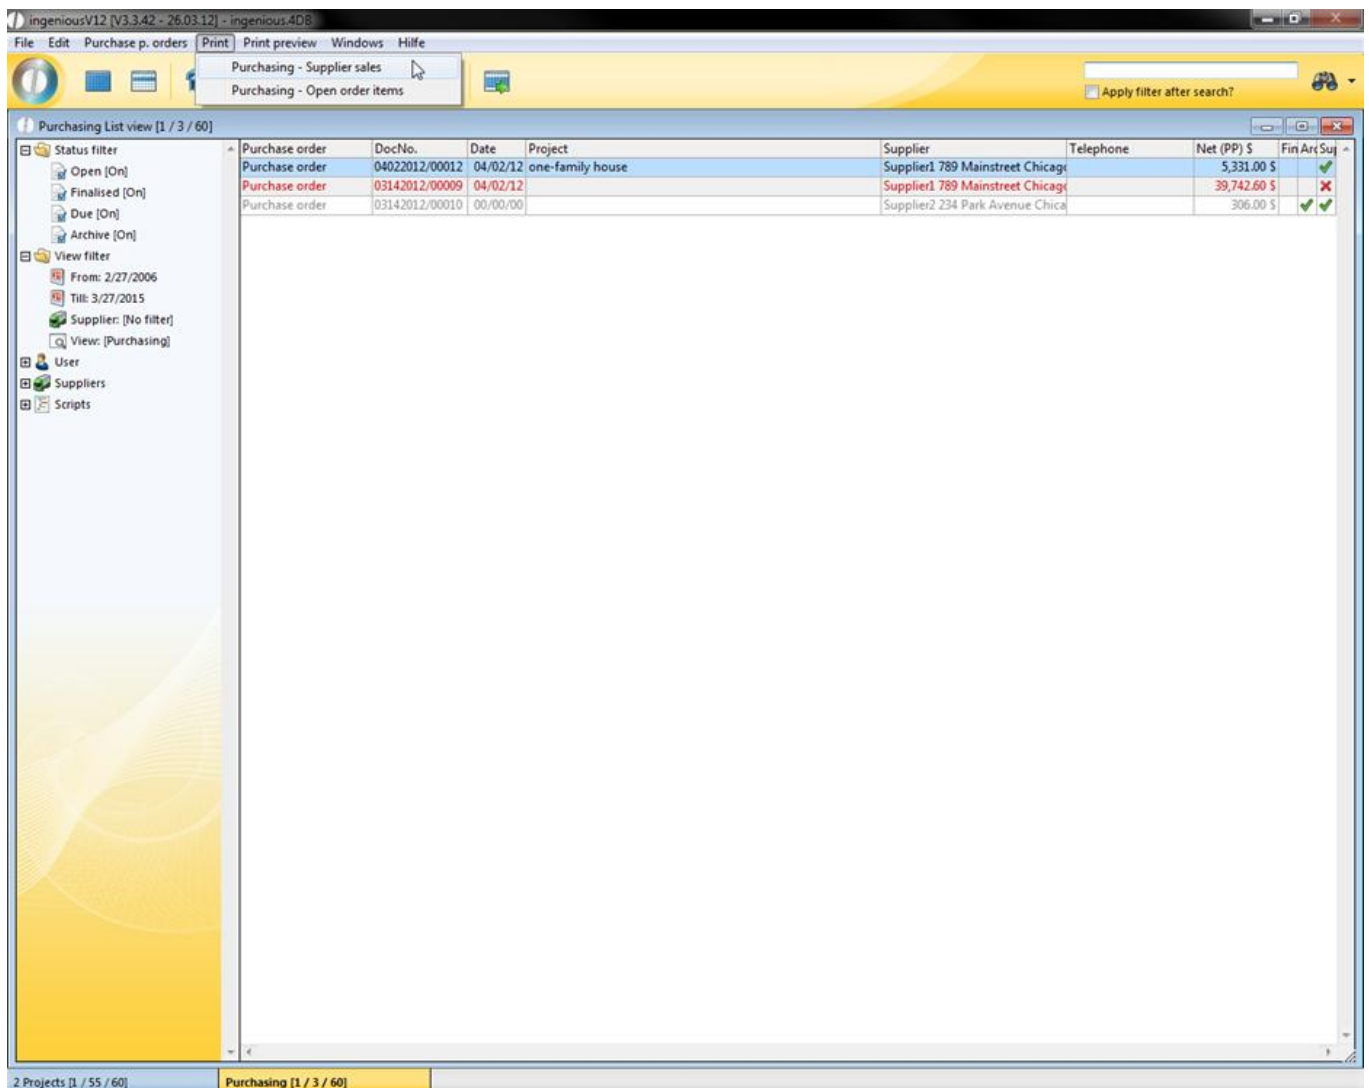 ingeniousV12 [V3.3.42 - 26.03.12] - ingenious.4DB
File Edit Purchase p. orders Print Print preview Windows Hilfe
Purchasing - Supplier sales
Purchasing - Open order items
Apply filter after search?
Purchasing List view [1 / 3 / 60]
Status filter
Open [On]
Finalised [On]
Due [On]
Archive [On]
View filter
From: 2/27/2006
Till: 3/27/2015
Supplier: [No filter]
View: [Purchasing]
User
Suppliers
Scripts
Purchase order DocNo. Date Project Supplier Telephone Net (PP) $ Fin Arc Sup
Purchase order 04022012/00012 04/02/12 one-family house Supplier1 789 Mainstreet Chicago 5,331.00 $
Purchase order 03142012/00009 04/02/12 Supplier1 789 Mainstreet Chicago 39,742.60 $
Purchase order 03142012/00010 00/00/00 Supplier2 234 Park Avenue Chica 306.00 $
2 Projects [1 / 55 / 60] Purchasing [1 / 3 / 60]